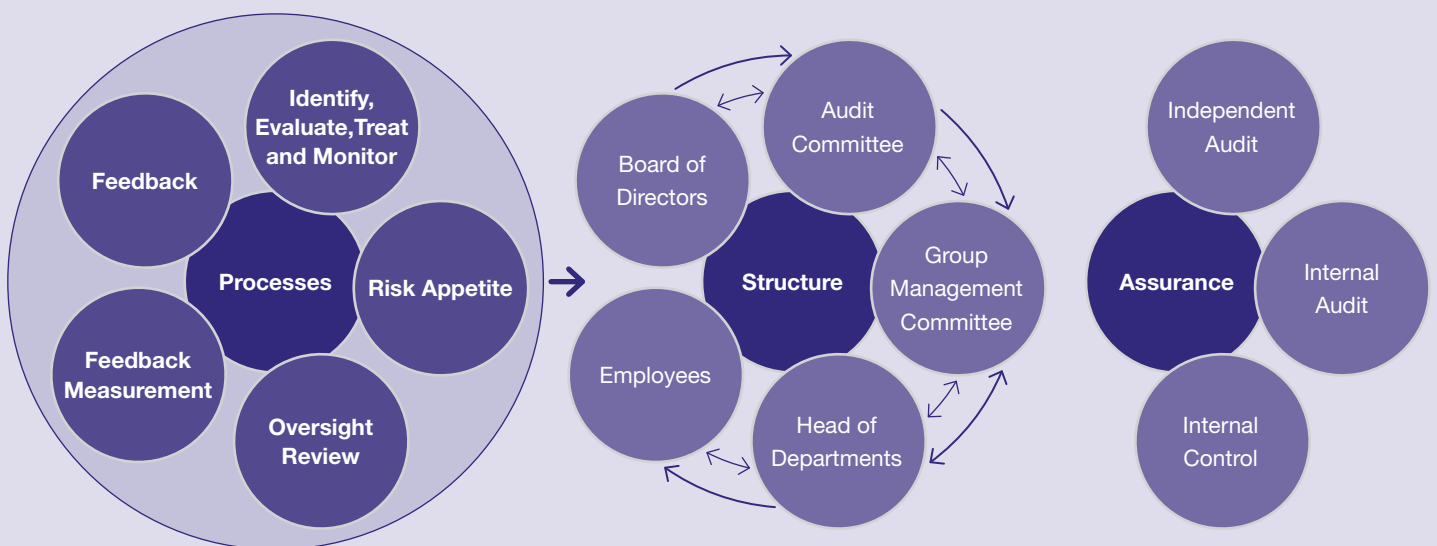 Identify,
Evaluate,Treat
and Monitor
Feedback
Processes
Risk Appetite
Feedback
Measurement
Oversight
Review
Audit
Committee
Board of
Directors
Structure
Group
Management
Committee
Employees
Head of
Departments
Independent
Audit
Assurance
Internal
Audit
Internal
Control